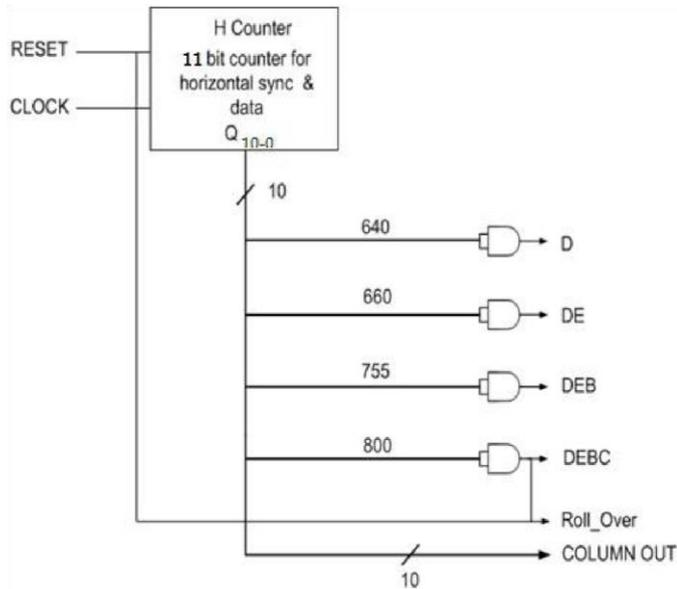 H Counter
RESET
11 bit counter for
horizontal sync &
data
CLOCK
Q 10-0
10
640
D
660
DE
755
DEB
800
DEBC
Roll_Over
COLUMN OUT
10